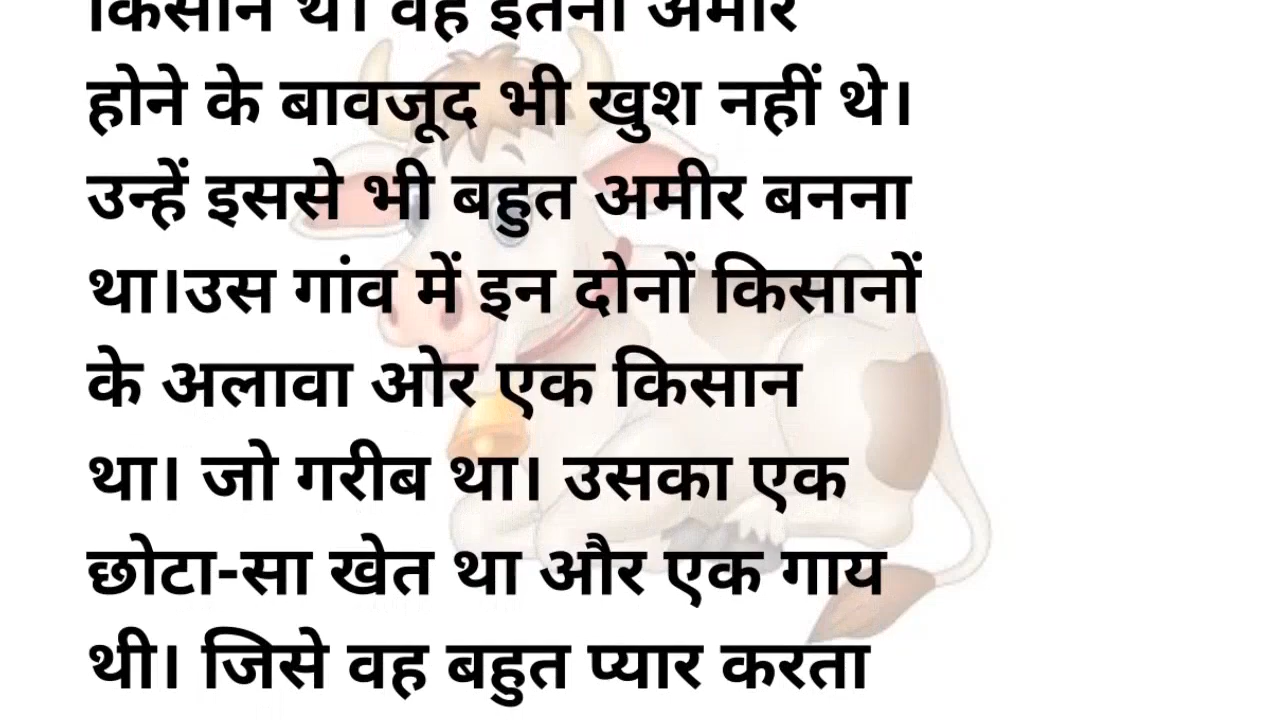 किसान थे। वह इतना अमीर
होने के बावजूद भी खुश नहीं थे।
उन्हें इससे भी बहुत अमीर बनना
था।उस गांव में इन दोनों किसानों
के अलावा ओर एक किसान
था। जो गरीब था। उसका एक
छोटा-सा खेत था और एक गाय
थी। जिसे वह बहुत प्यार करता